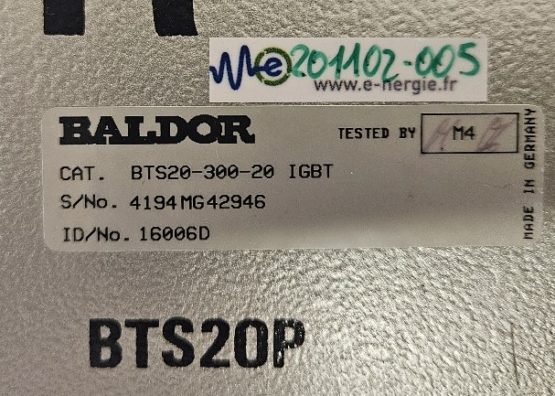 e 201102-005
www.e-nergie.fr
BALDOR
TESTED BY M4
CAT. BTS20-300-20 IGBT
S/No. 4194MG42946
ID/No. 16006D
MADE IN GERMANY
BTS20P